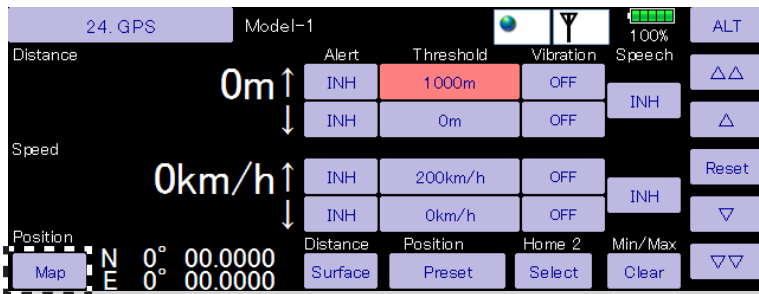 24. GPS Model-1 100% ALT
Distance Alert Threshold Vibration Speech
0m↑ INH 1000m OFF INH △△
↓ INH 0m OFF △
Speed
0km/h↑ INH 200km/h OFF INH Reset
↓ INH 0km/h OFF ▽
Position Distance Position Home 2 Min/Max
Map N 0° 00.0000 Surface Preset Select Clear ▽▽
E 0° 00.0000